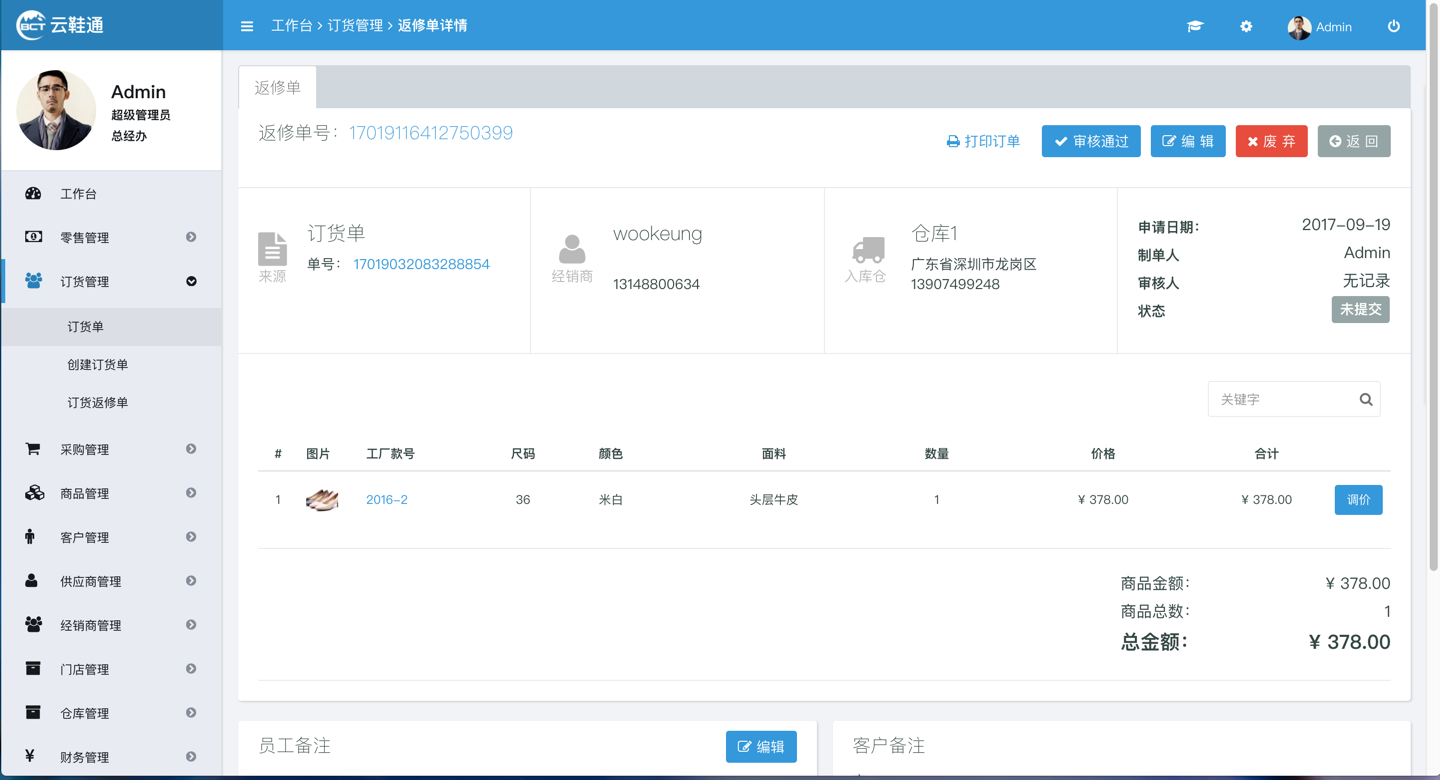 BCT 云鞋通
工作台 > 订货管理 > 返修单详情
Admin
Admin
超级管理员
总经办
工作台
零售管理
订货管理
订货单
创建订货单
订货返修单
采购管理
商品管理
客户管理
供应商管理
经销商管理
门店管理
仓库管理
财务管理
返修单
返修单号： 17019116412750399
打印订单
审核通过
编 辑
废 弃
返 回
来源
订货单
单号： 17019032083288854
经销商
wookeung
13148800634
入库仓
仓库1
广东省深圳市龙岗区
13907499248
申请日期： 2017-09-19
制单人 Admin
审核人 无记录
状态 未提交
关键字
# 图片 工厂款号 尺码 颜色 面料 数量 价格 合计
1 2016-2 36 米白 头层牛皮 1 ¥ 378.00 ¥ 378.00 调价
商品金额： ¥ 378.00
商品总数： 1
总金额： ¥ 378.00
员工备注
编辑
客户备注